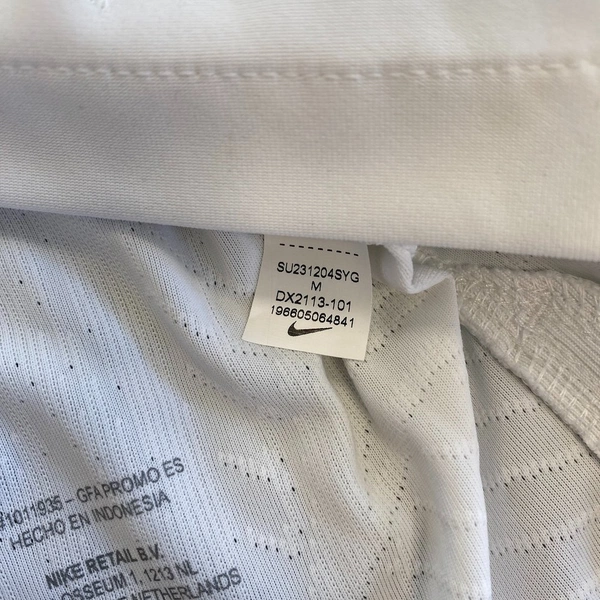 SU231204SYG
M
DX2113-101
196605064841
1011935 – GFAPROMO ES
HECHO EN INDONESIA
NIKE RETAIL B.V.
OSSEUM 1, 1213 NL
NETHERLANDS